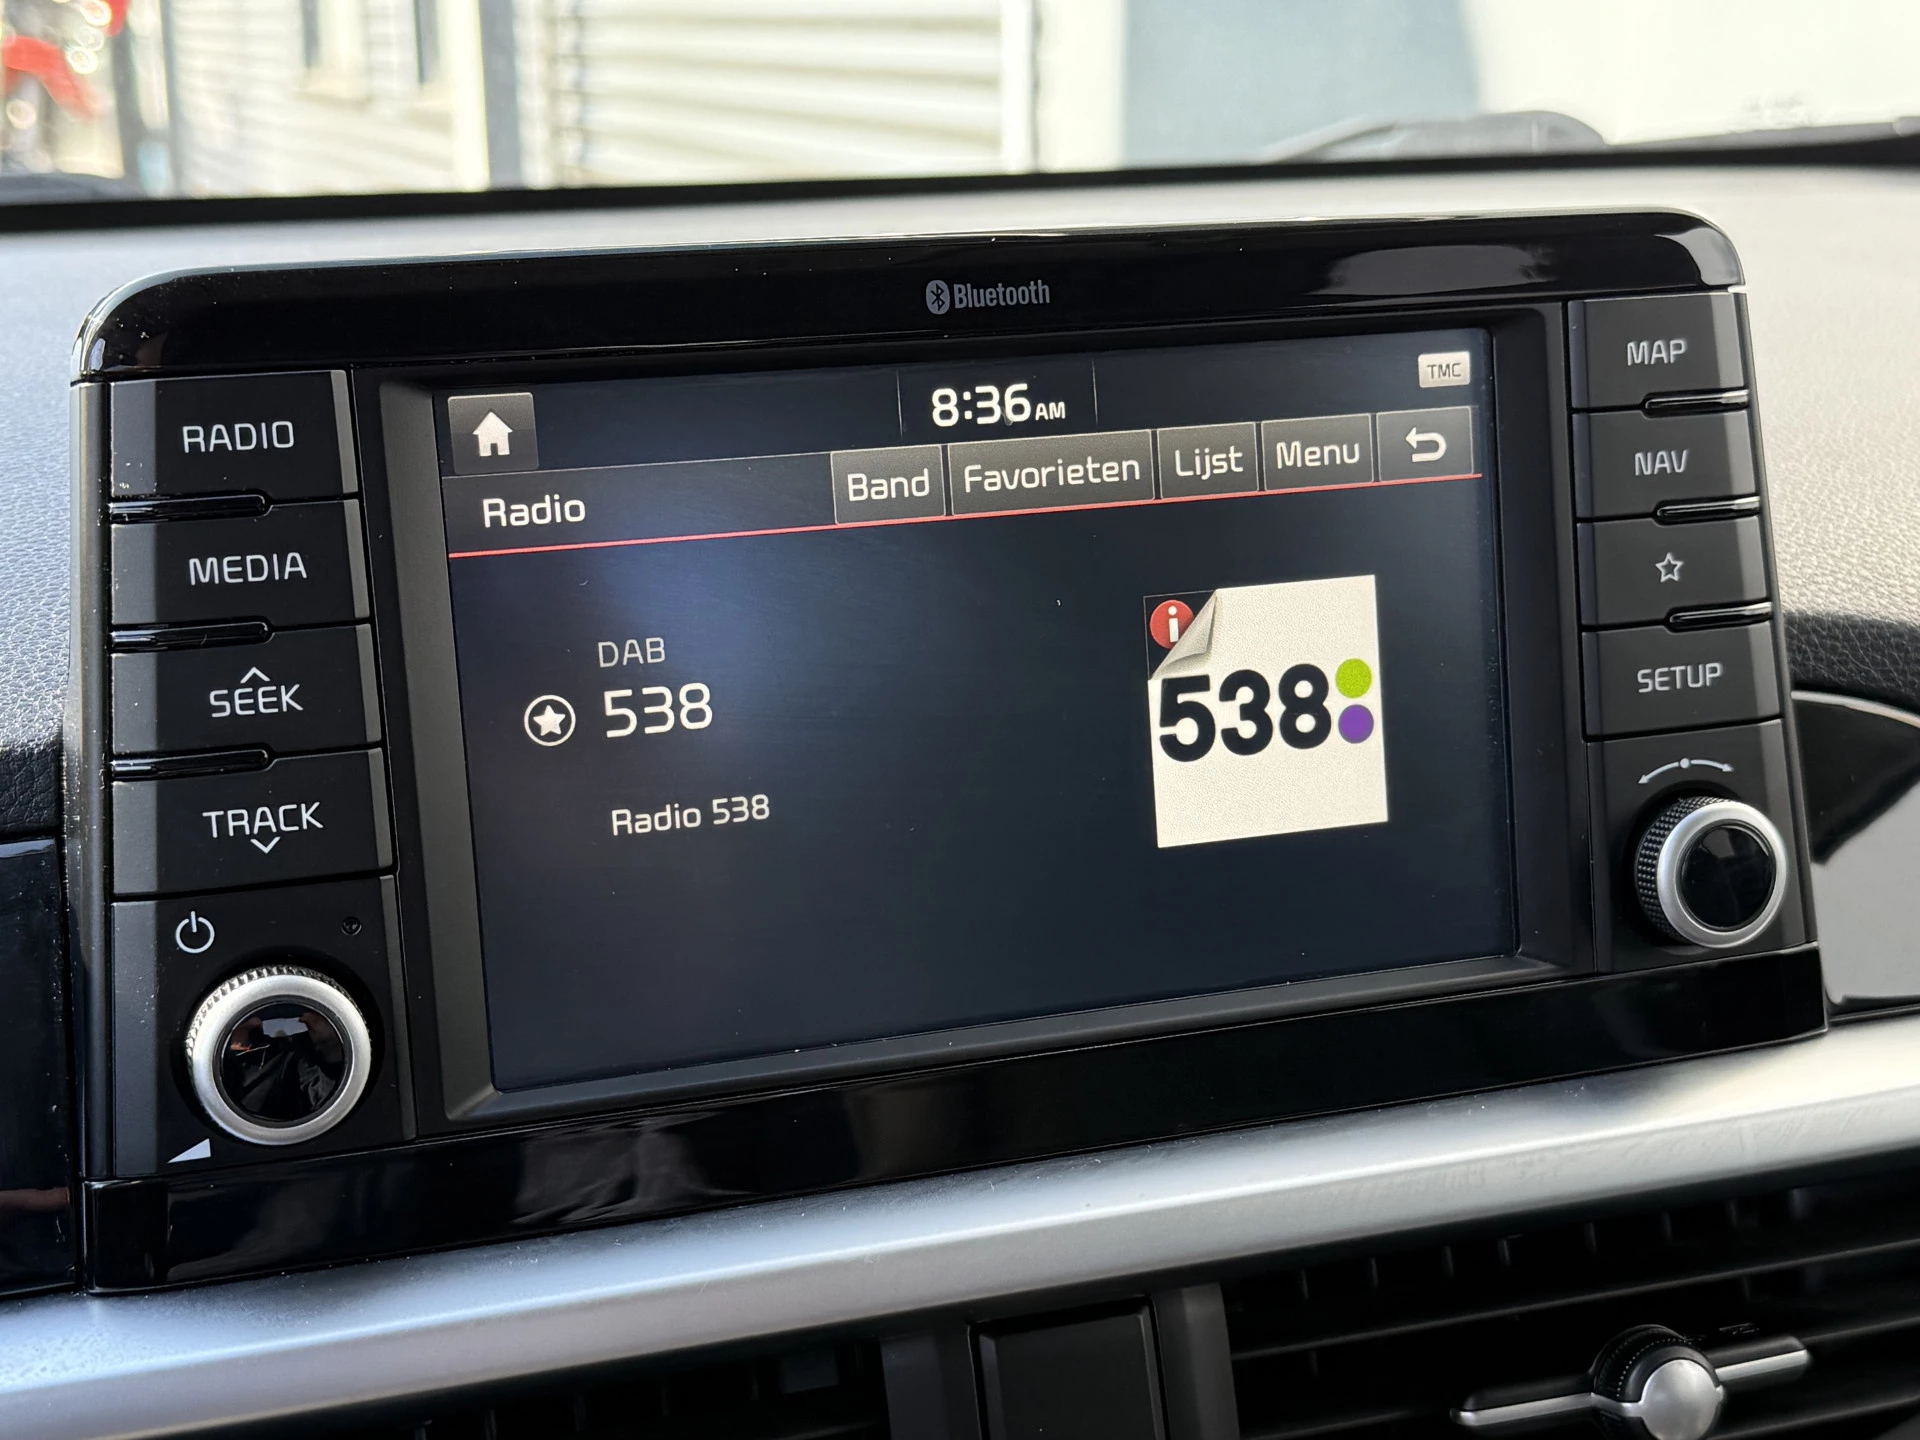 Bluetooth
RADIO
MEDIA
SEEK
TRACK
8:36 AM
TMC
Radio
Band
Favorieten
Lijst
Menu
DAB
538
Radio 538
i
538
MAP
NAV
SETUP